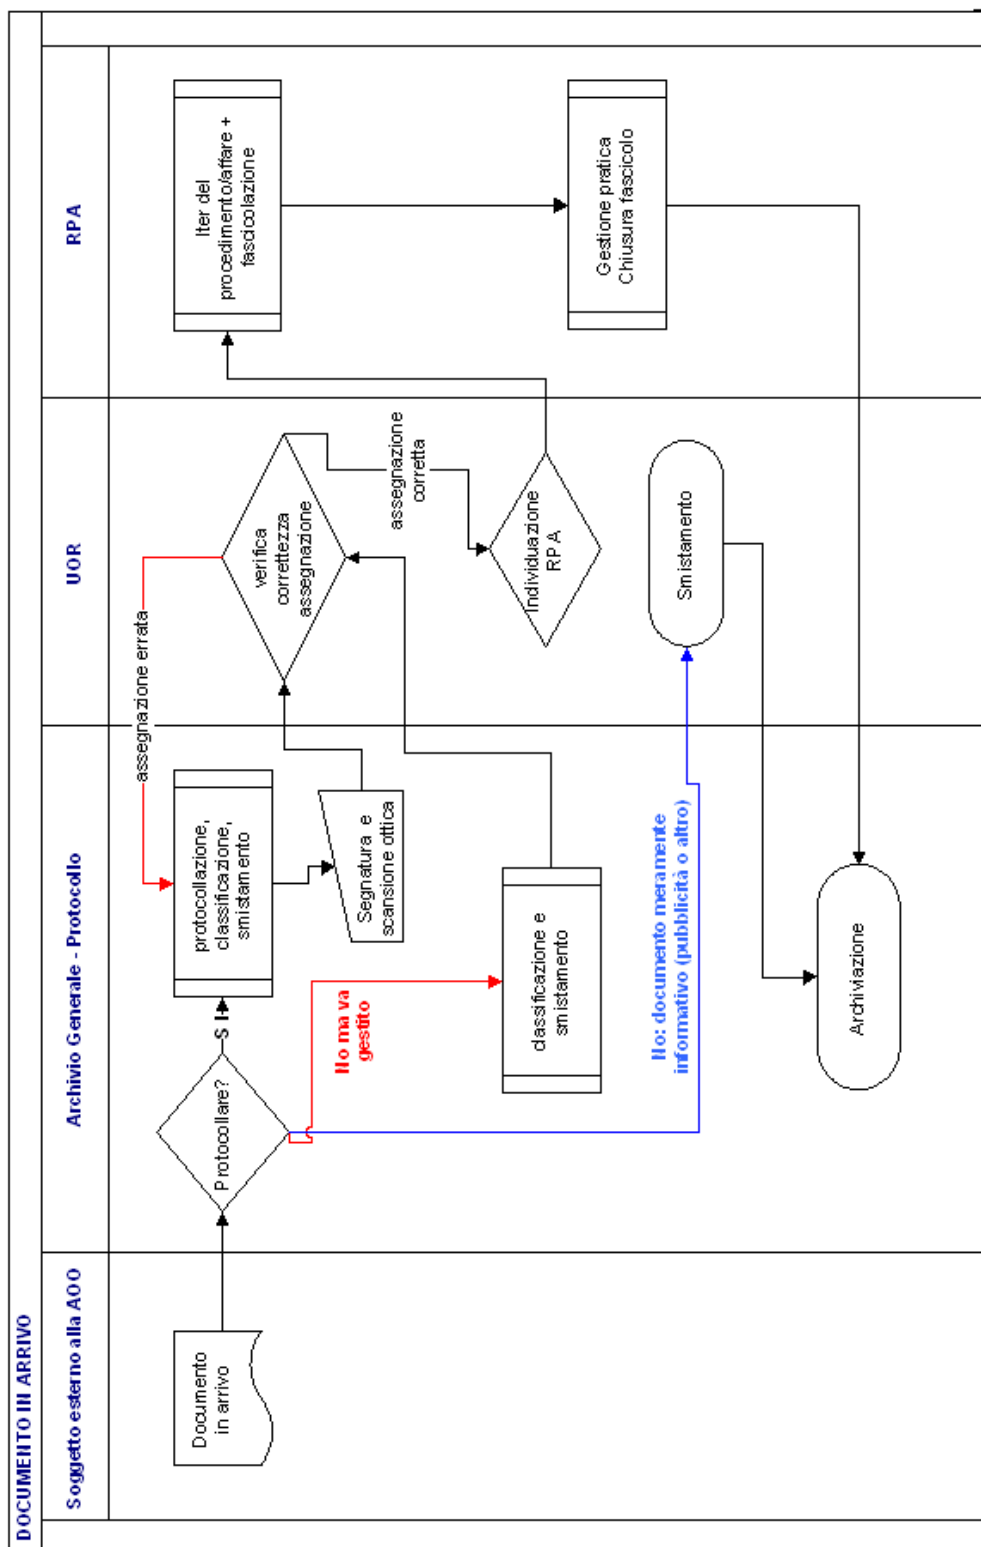 DOCUMENTO IN ARRIVO
Soggetto esterno alla AOO
Archivio Generale - Protocollo
UOR
RPA
Documento
in arrivo
Protocollare?
S I
protocollazione,
classificazione,
smistamento
assegnazione errata
Segnatura e
scansione ottica
No ma va
gestito
classificazione e
smistamento
No: documento meramente
informativo (pubblicità o altro)
verifica
correttezza
assegnazione
assegnazione
corretta
Individuazione
RPA
Iter del
procedimento/affare +
fascicolazione
Gestione pratica
Chiusura fascicolo
Smistamento
Archiviazione